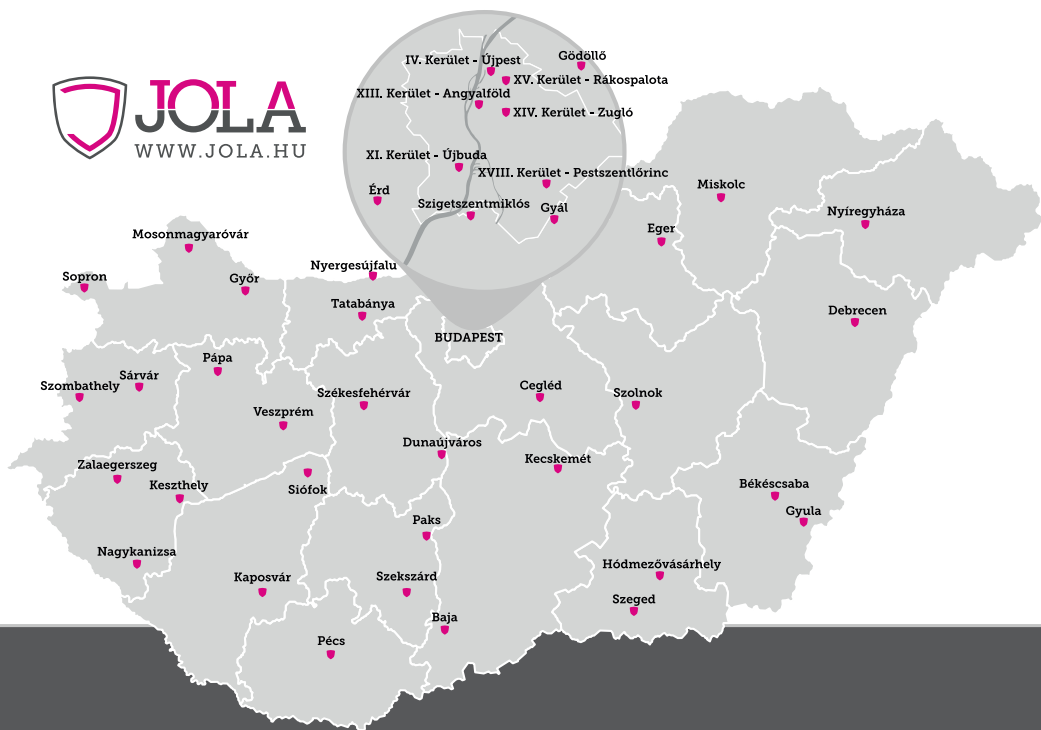 JOLA
WWW.JOLA.HU
IV. Kerület - Újpest
Gödöllő
XV. Kerület - Rákospalota
XIII. Kerület - Angyalföld
XIV. Kerület - Zugló
XI. Kerület - Újbuda
XVIII. Kerület - Pestszentlőrinc
Érd
Szigetszentmiklós
Gyál
Miskolc
Nyíregyháza
Eger
Mosonmagyaróvár
Sopron
Győr
Nyergesújfalu
Tatabánya
Debrecen
BUDAPEST
Pápa
Sárvár
Szombathely
Székesfehérvár
Cegléd
Szolnok
Veszprém
Dunaújváros
Kecskemét
Zalaegerszeg
Keszthely
Siófok
Békéscsaba
Gyula
Paks
Nagykanizsa
Kaposvár
Szekszárd
Hódmezővásárhely
Szeged
Baja
Pécs